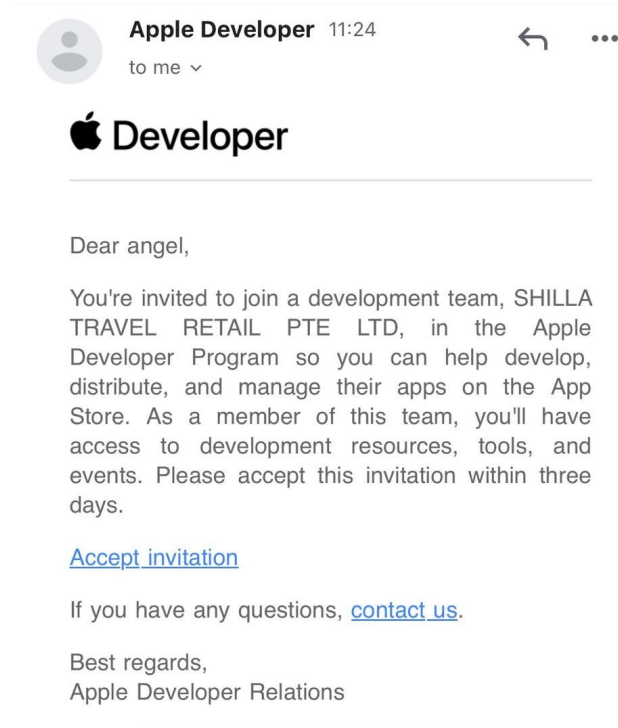 Apple Developer 11:24
to me
Developer
Dear angel,
You're invited to join a development team, SHILLA
TRAVEL RETAIL PTE LTD, in the Apple
Developer Program so you can help develop,
distribute, and manage their apps on the App
Store. As a member of this team, you'll have
access to development resources, tools, and
events. Please accept this invitation within three
days.
Accept invitation
If you have any questions, contact us.
Best regards,
Apple Developer Relations